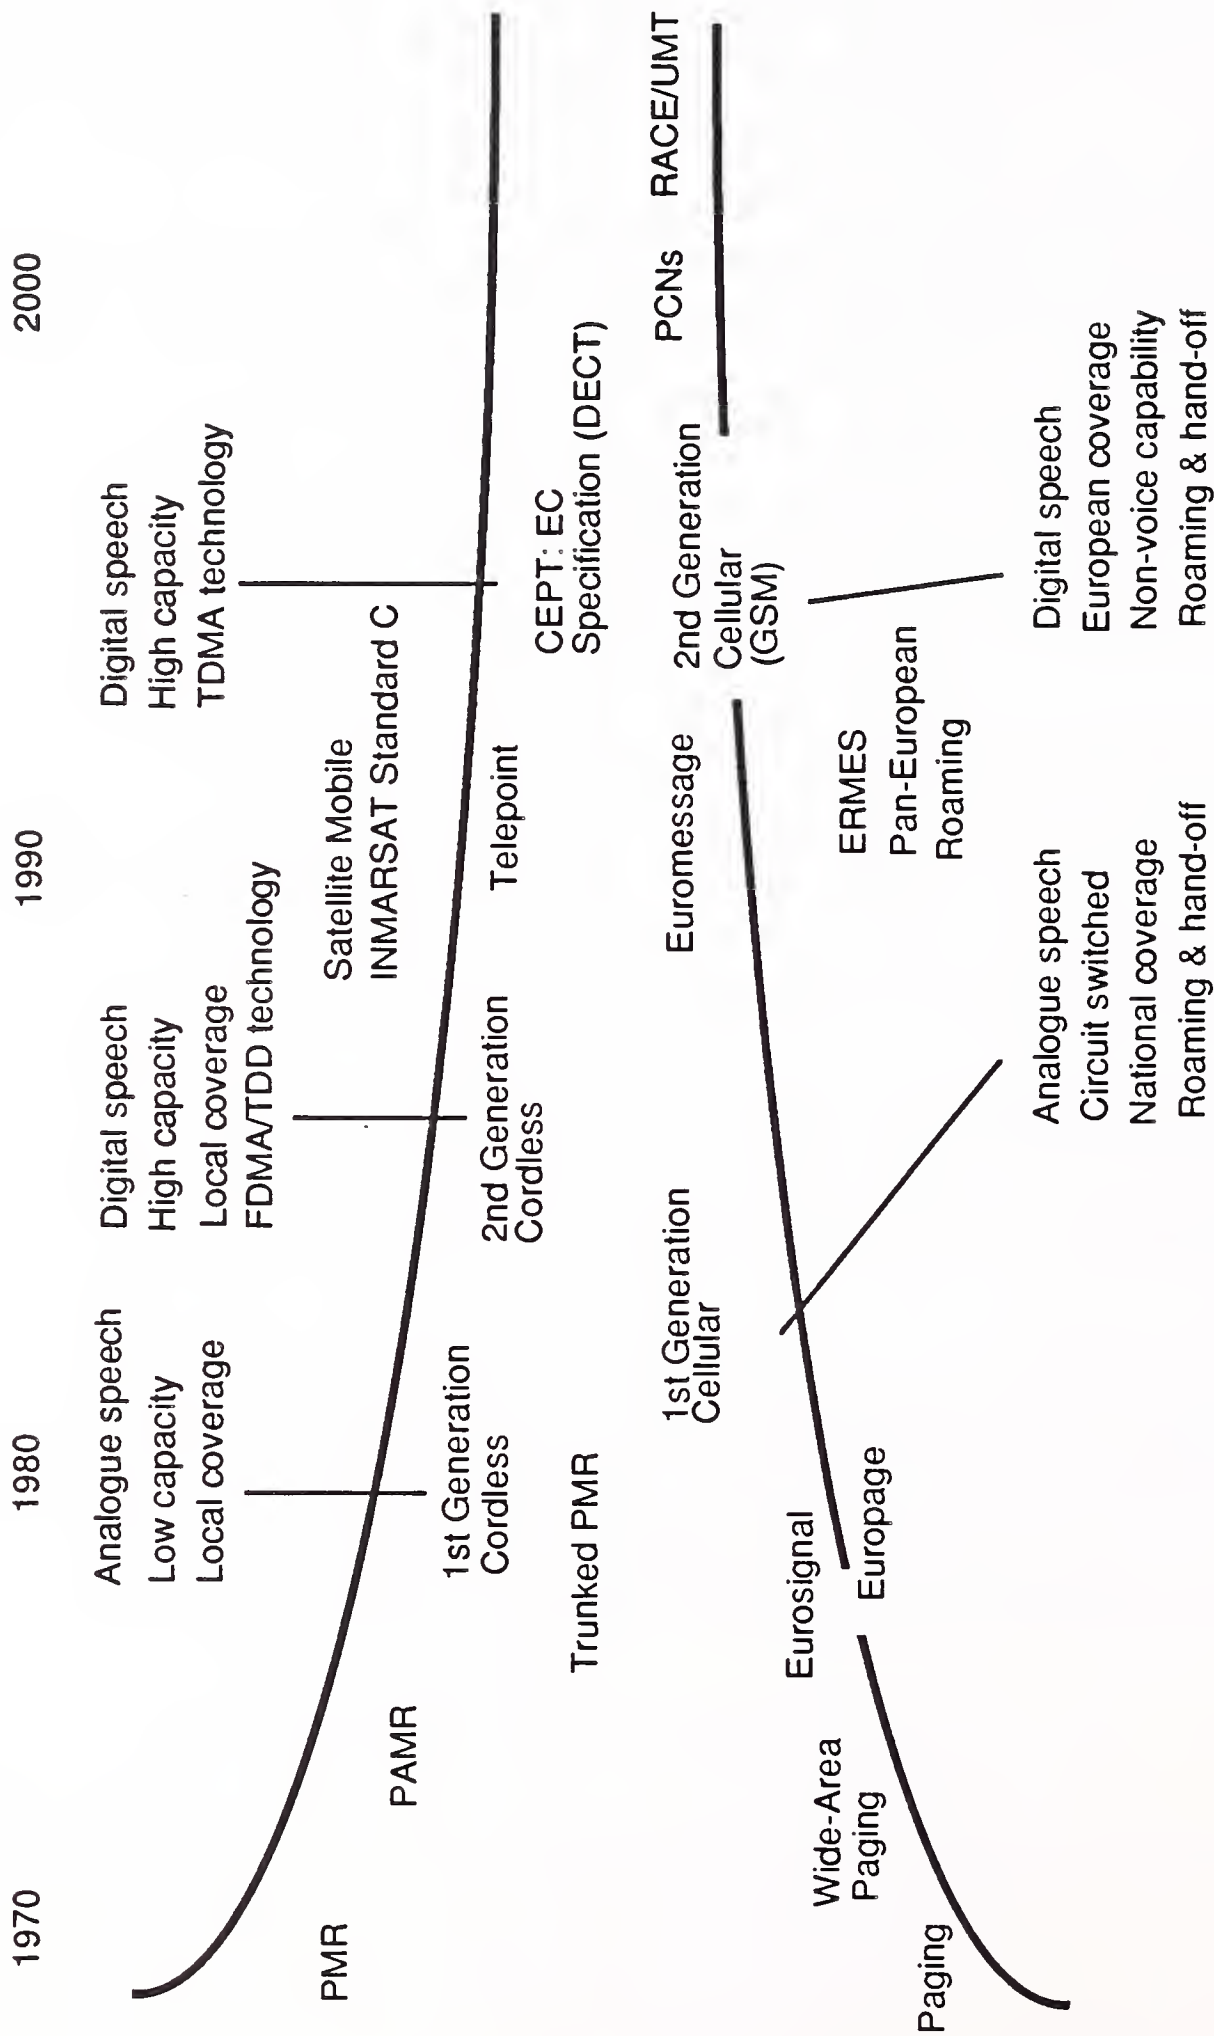 1970
1980
1990
2000
Analogue speech
Low capacity
Local coverage
Digital speech
High capacity
Local coverage
FDMA/TDD technology
Digital speech
High capacity
TDMA technology
Satellite Mobile
INMARSAT Standard C
PMR
PAMR
1st Generation
Cordless
2nd Generation
Cordless
Telepoint
CEPT: EC
Specification (DECT)
Trunked PMR
1st Generation
Cellular
Euromessage
2nd Generation
Cellular
(GSM)
PCNs
RACE/UMT
Paging
Wide-Area
Paging
Eurosignal
Europage
ERMES
Pan-European
Roaming
Analogue speech
Circuit switched
National coverage
Roaming & hand-off
Digital speech
European coverage
Non-voice capability
Roaming & hand-off